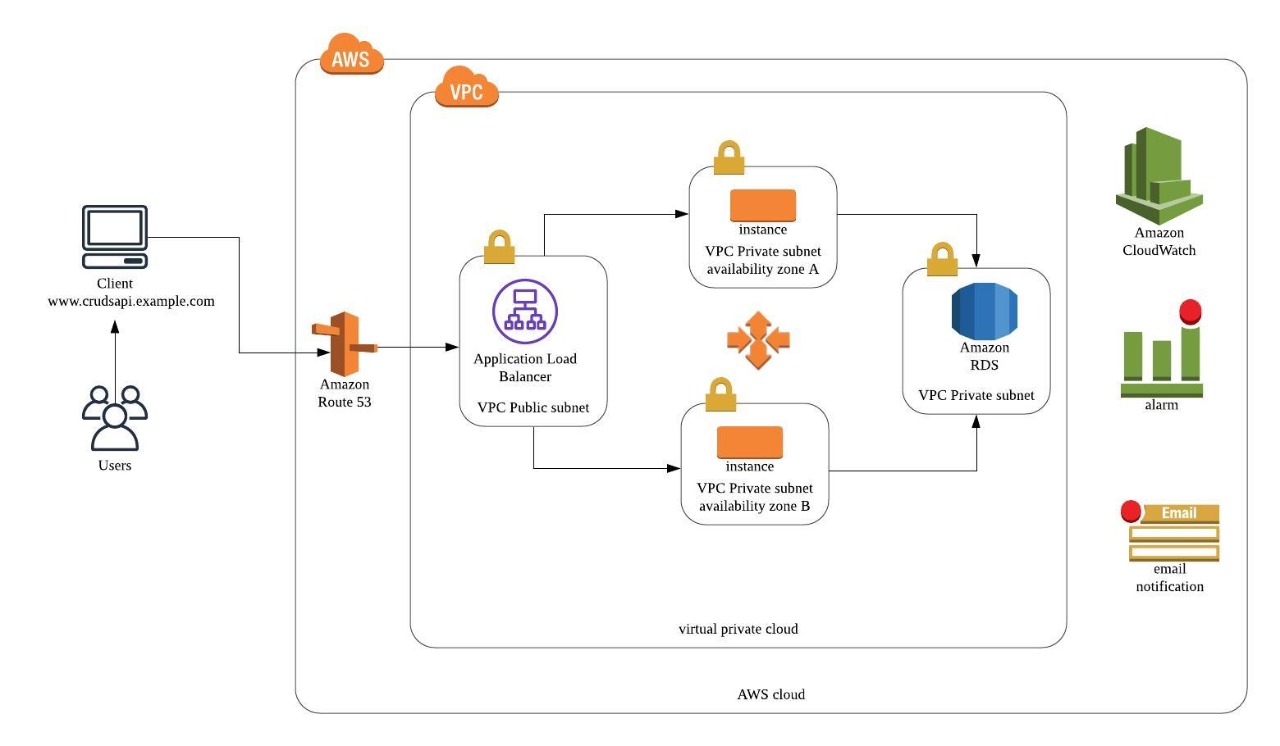 AWS
VPC
instance
VPC Private subnet
availability zone A
Amazon
CloudWatch
Client
www.crudsapi.example.com
Application Load
Balancer
VPC Public subnet
Amazon
RDS
VPC Private subnet
Amazon
Route 53
alarm
Users
instance
VPC Private subnet
availability zone B
Email
email
notification
virtual private cloud
AWS cloud